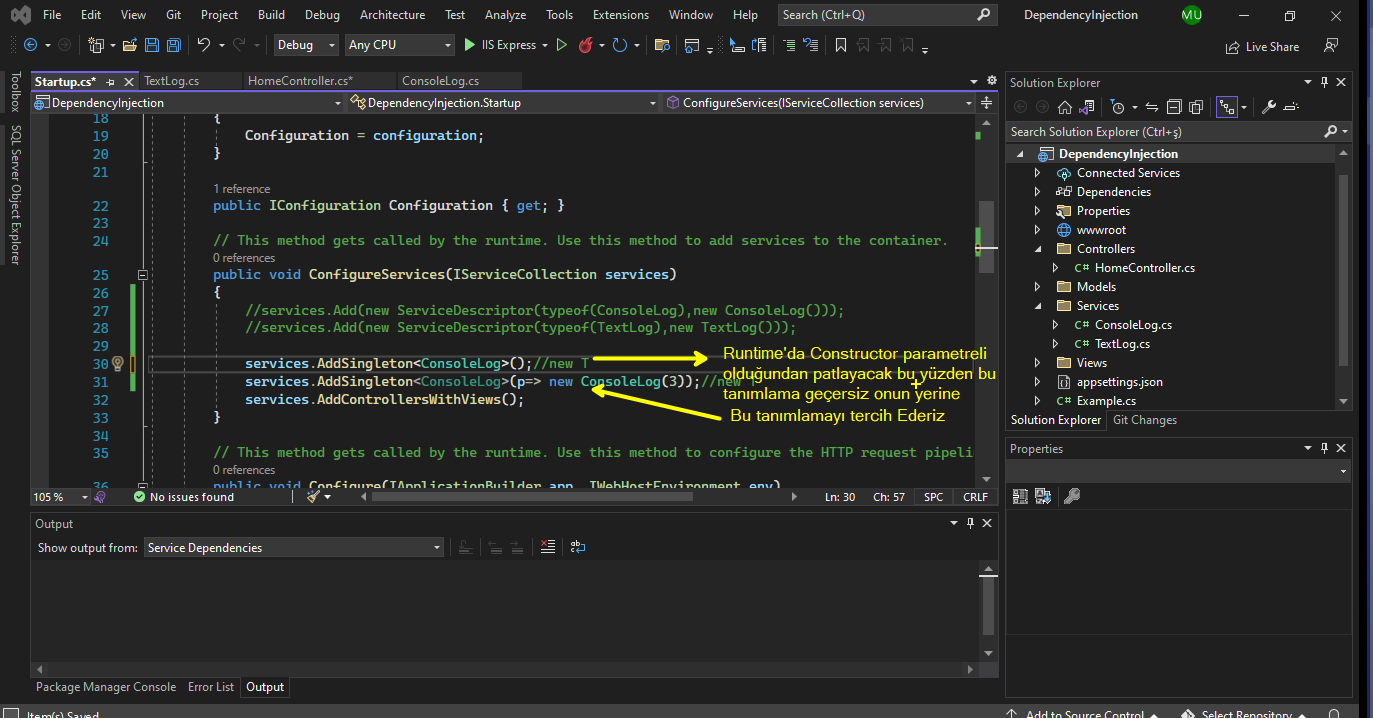 File Edit View Git Project Build Debug Architecture Test Analyze Tools Extensions Window Help Search (Ctrl+Q) DependencyInjection MU
Debug Any CPU IIS Express Live Share
Startup.cs* TextLog.cs HomeController.cs* ConsoleLog.cs
DependencyInjection DependencyInjection.Startup ConfigureServices(IServiceCollection services)
Toolbox
SQL Server Object Explorer
18 {
19 Configuration = configuration;
20 }
21
1 reference
22 public IConfiguration Configuration { get; }
23
24 // This method gets called by the runtime. Use this method to add services to the container.
0 references
25 public void ConfigureServices(IServiceCollection services)
26 {
27 //services.Add(new ServiceDescriptor(typeof(ConsoleLog),new ConsoleLog()));
28 //services.Add(new ServiceDescriptor(typeof(TextLog),new TextLog()));
29
30 services.AddSingleton<ConsoleLog>();//new T
31 services.AddSingleton<ConsoleLog>(p=> new ConsoleLog(3));//new T
32 services.AddControllersWithViews();
33 }
34
35 // This method gets called by the runtime. Use this method to configure the HTTP request pipeli
0 references
36 public void Configure(IApplicationBuilder app, IWebHostEnvironment env)
Runtime'da Constructor parametreli
olduğundan patlayacak bu yüzden bu
tanımlama geçersiz onun yerine
Bu tanımlamayı tercih Ederiz
105 % No issues found Ln: 30 Ch: 57 SPC CRLF
Output
Show output from: Service Dependencies
Package Manager Console Error List Output
Solution Explorer
Search Solution Explorer (Ctrl+ş)
DependencyInjection
Connected Services
Dependencies
Properties
wwwroot
Controllers
C# HomeController.cs
Models
Services
C# ConsoleLog.cs
C# TextLog.cs
Views
appsettings.json
C# Example.cs
Solution Explorer Git Changes
Properties
Item(s) Saved Add to Source Control Select Repository